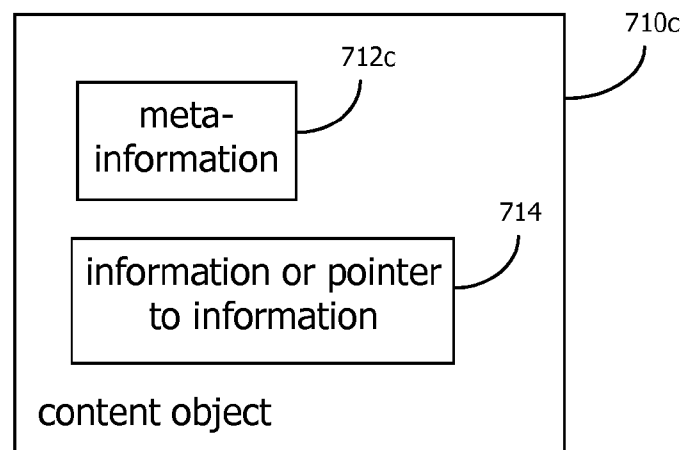 710c
712c
meta-
information
714
information or pointer
to information
content object